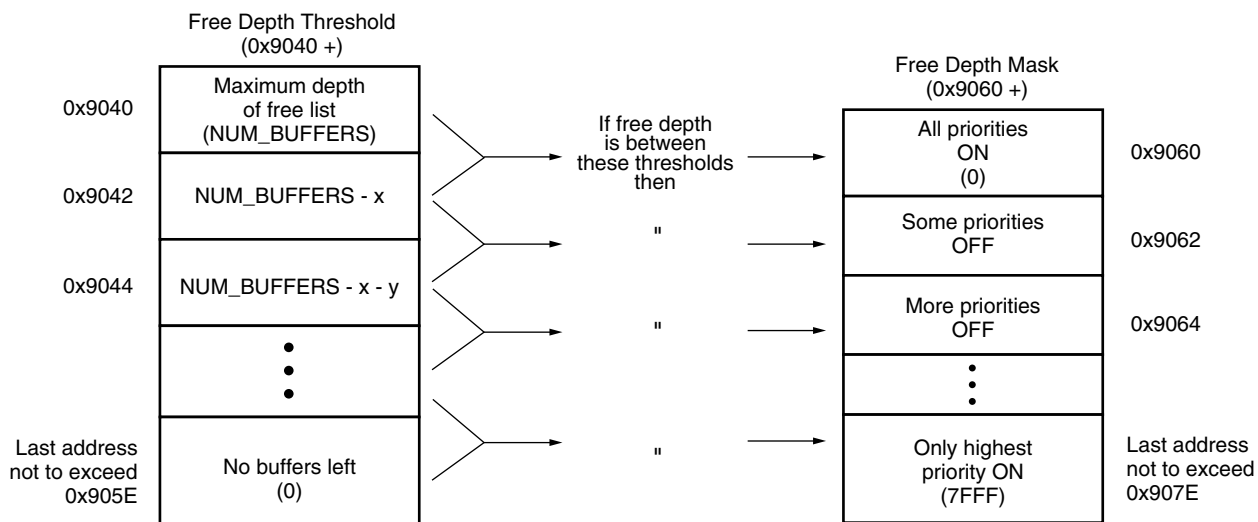 Free Depth Threshold
(0x9040 +)
0x9040
Maximum depth
of free list
(NUM_BUFFERS)
0x9042
NUM_BUFFERS - x
0x9044
NUM_BUFFERS - x - y
Last address
not to exceed
0x905E
No buffers left
(0)
If free depth
is between
these thresholds
then
"
"
"
Free Depth Mask
(0x9060 +)
All priorities
ON
(0)
0x9060
Some priorities
OFF
0x9062
More priorities
OFF
0x9064
Only highest
priority ON
(7FFF)
Last address
not to exceed
0x907E